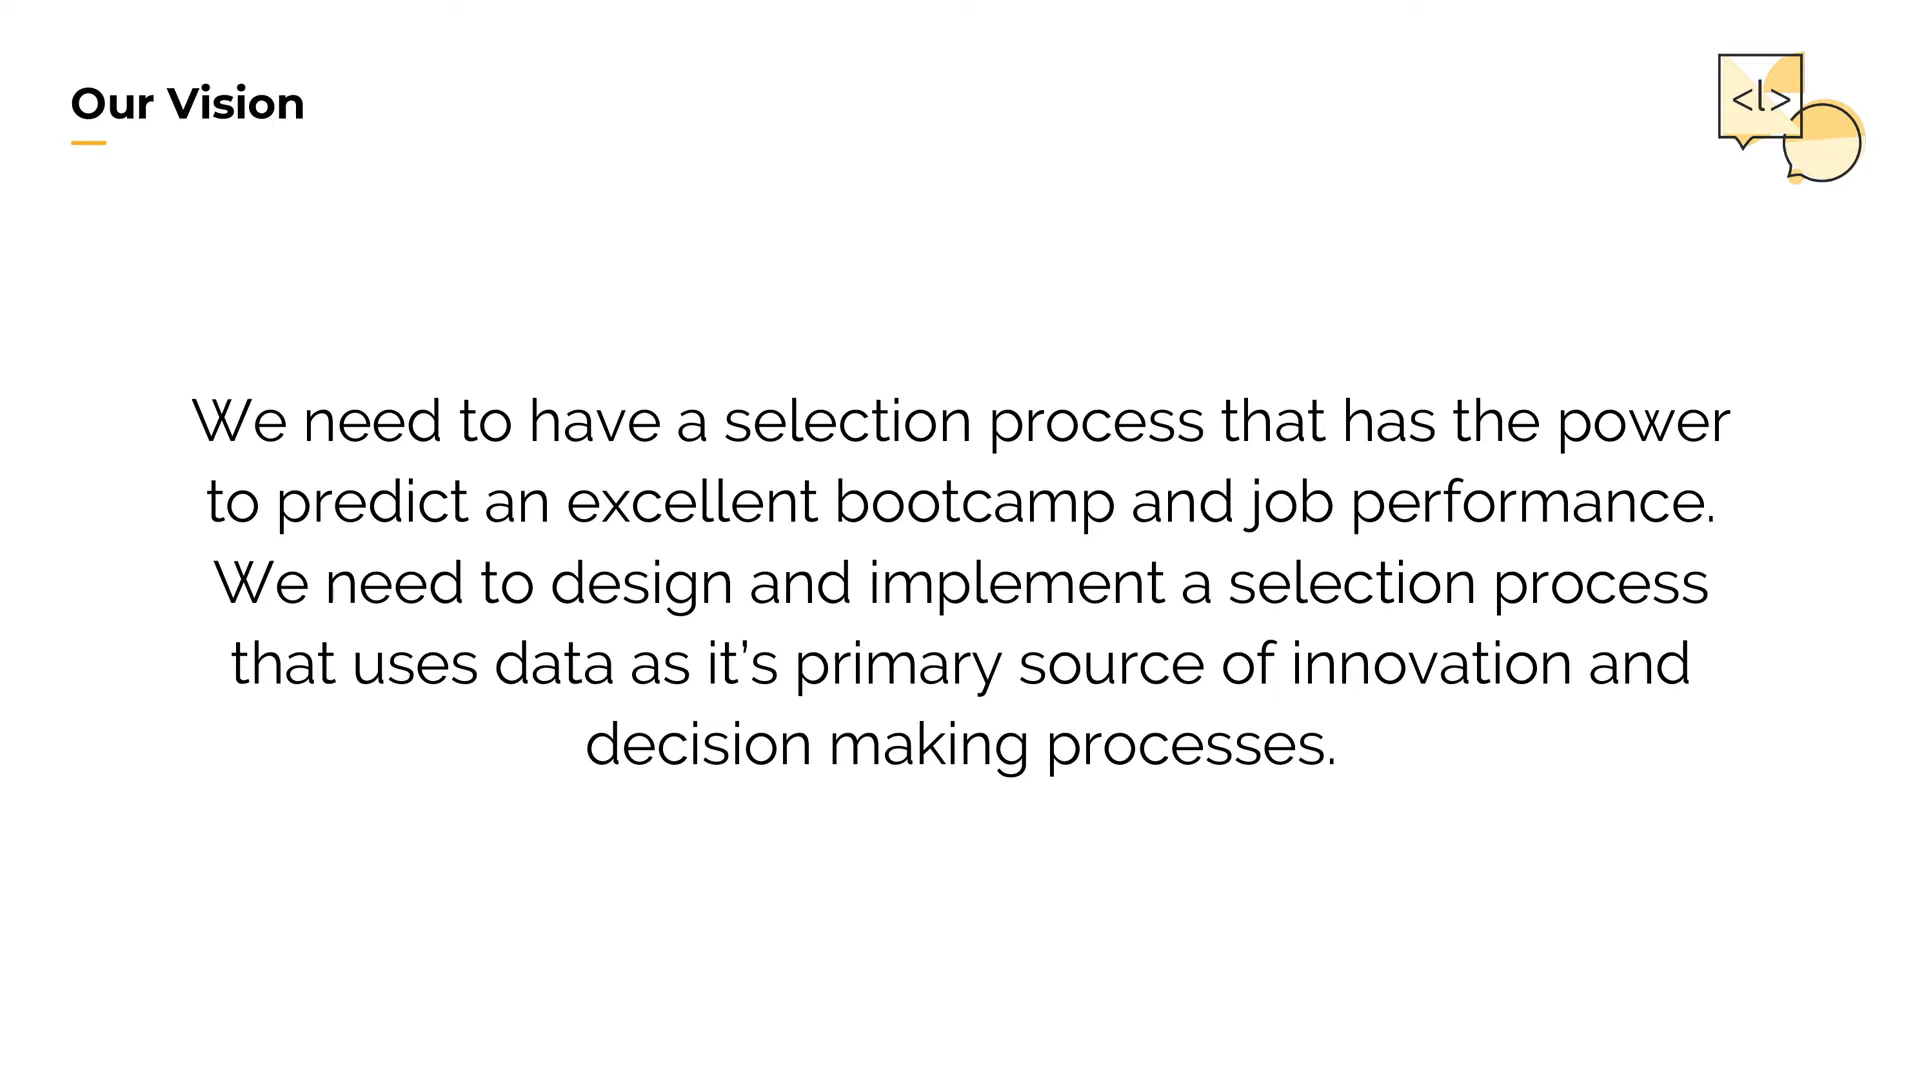 Our Vision
<l>
We need to have a selection process that has the power
to predict an excellent bootcamp and job performance.
We need to design and implement a selection process
that uses data as it’s primary source of innovation and
decision making processes.